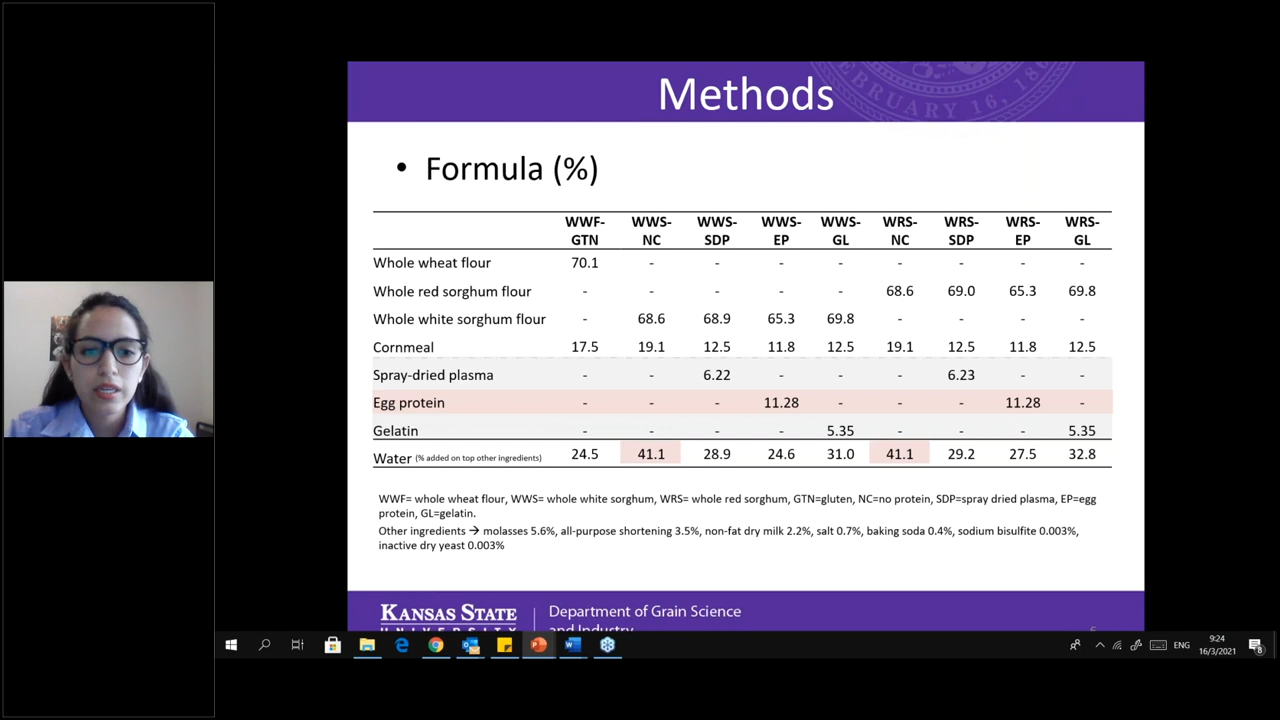 FEBRUARY 16, 186
Methods
• Formula (%)
WWF-GTN WWS-NC WWS-SDP WWS-EP WWS-GL WRS-NC WRS-SDP WRS-EP WRS-GL
Whole wheat flour 70.1 - - - - - - - -
Whole red sorghum flour - - - - - 68.6 69.0 65.3 69.8
Whole white sorghum flour - 68.6 68.9 65.3 69.8 - - - -
Cornmeal 17.5 19.1 12.5 11.8 12.5 19.1 12.5 11.8 12.5
Spray-dried plasma - - 6.22 - - - 6.23 - -
Egg protein - - - 11.28 - - - 11.28 -
Gelatin - - - - 5.35 - - - 5.35
Water (% added on top other ingredients) 24.5 41.1 28.9 24.6 31.0 41.1 29.2 27.5 32.8
WWF= whole wheat flour, WWS= whole white sorghum, WRS= whole red sorghum, GTN=gluten, NC=no protein, SDP=spray dried plasma, EP=egg
protein, GL=gelatin.
Other ingredients → molasses 5.6%, all-purpose shortening 3.5%, non-fat dry milk 2.2%, salt 0.7%, baking soda 0.4%, sodium bisulfite 0.003%,
inactive dry yeast 0.003%
KANSAS STATE
UNIVERSITY
Department of Grain Science
and Industry
ENG
9:24
16/3/2021
8